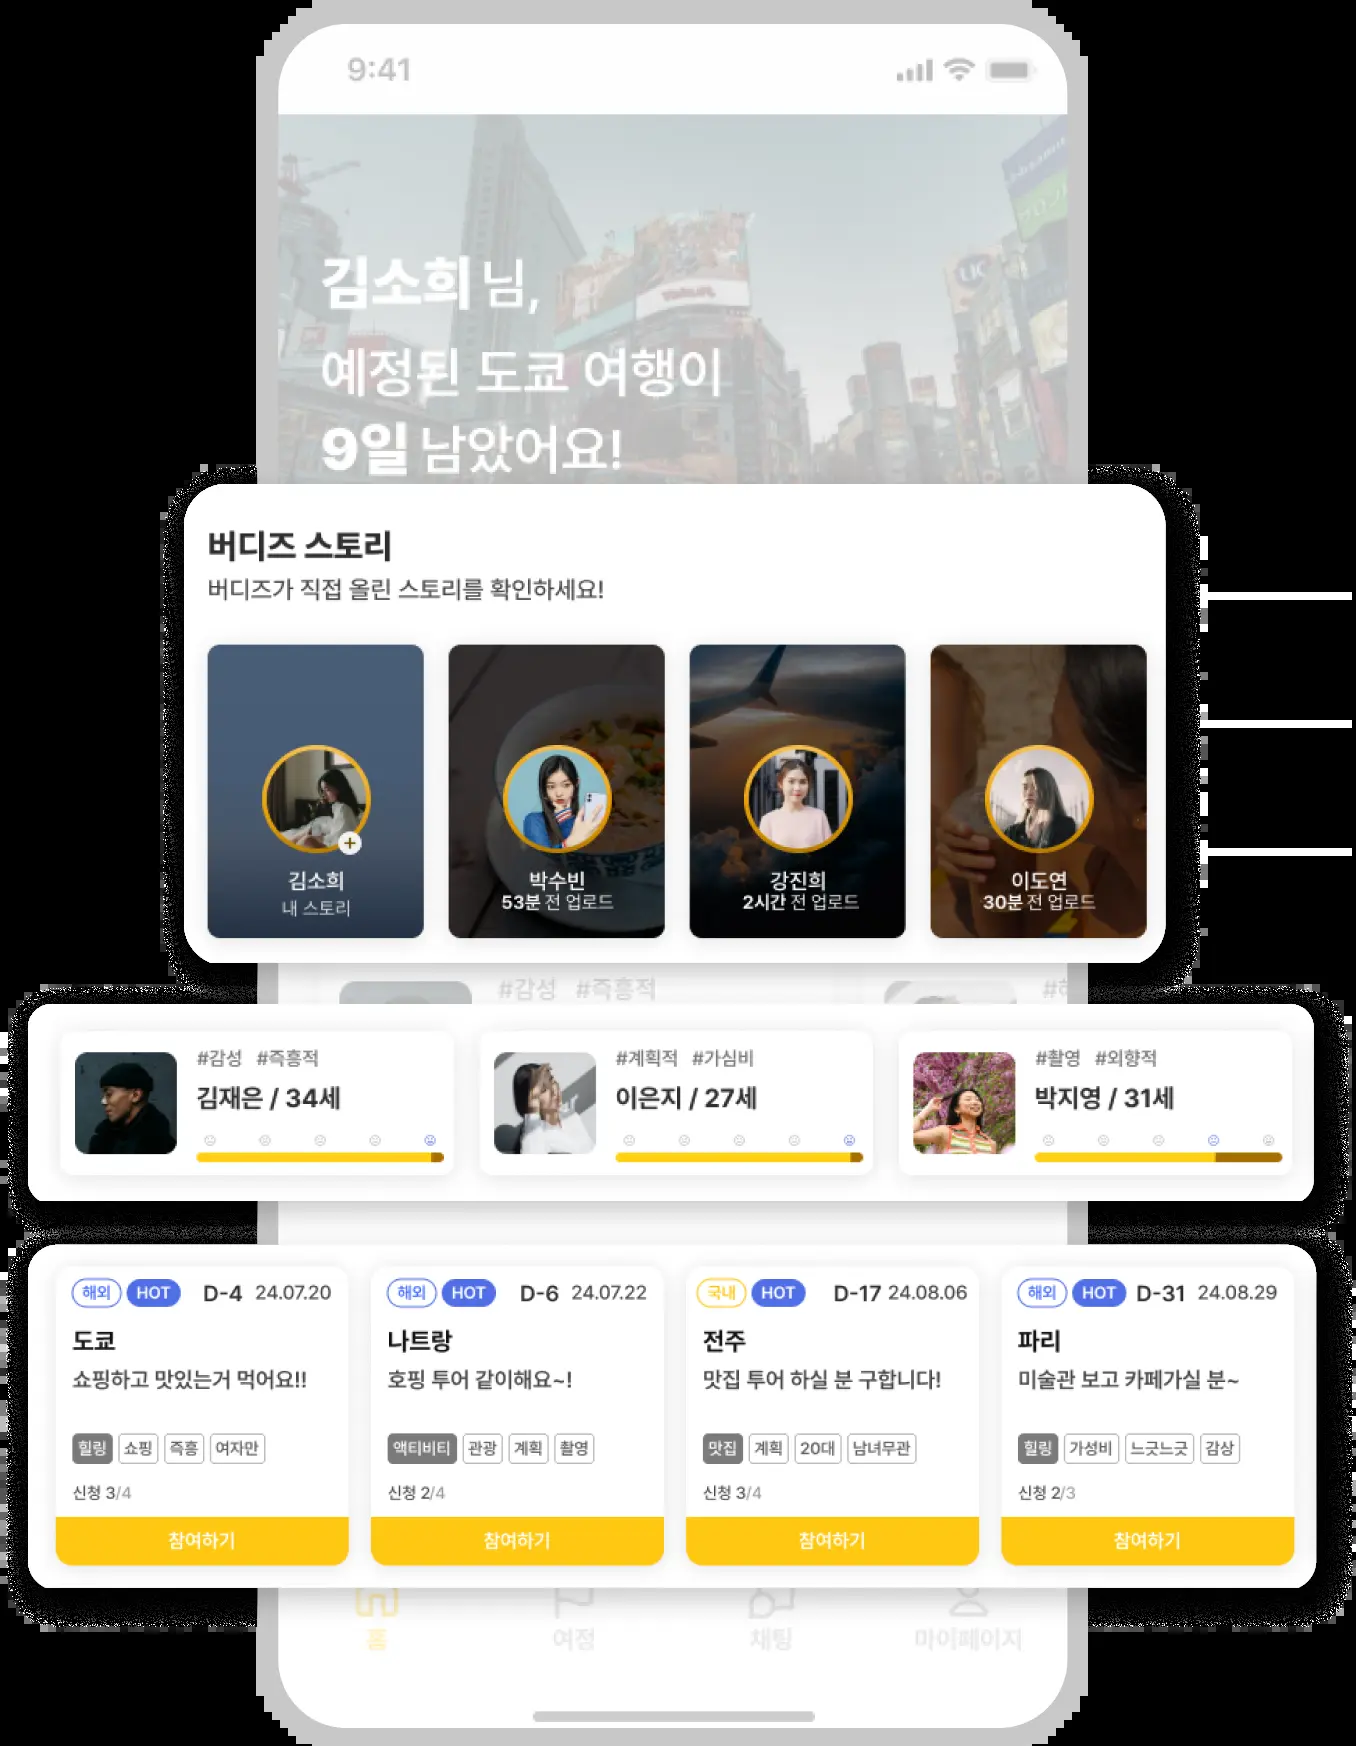 9:41
김소희 님,
예정된 도쿄 여행이
9일 남았어요!
버디즈 스토리
버디즈가 직접 올린 스토리를 확인하세요!
김소희
내 스토리
박수빈
53분 전 업로드
강진희
2시간 전 업로드
이도연
30분 전 업로드
#감성 #즉흥적
#감성 #즉흥적
김재은 / 34세
#계획적 #가심비
이은지 / 27세
#촬영 #외향적
박지영 / 31세
해외 HOT D-4 24.07.20
도쿄
쇼핑하고 맛있는거 먹어요!!
힐링 쇼핑 즉흥 여자만
신청 3/4
참여하기
해외 HOT D-6 24.07.22
나트랑
호핑 투어 같이해요~!
액티비티 관광 계획 촬영
신청 2/4
참여하기
국내 HOT D-17 24.08.06
전주
맛집 투어 하실 분 구합니다!
맛집 계획 20대 남녀무관
신청 3/4
참여하기
해외 HOT D-31 24.08.29
파리
미술관 보고 카페가실 분~
힐링 가성비 느긋느긋 감상
신청 2/3
참여하기
홈
여정
채팅
마이페이지